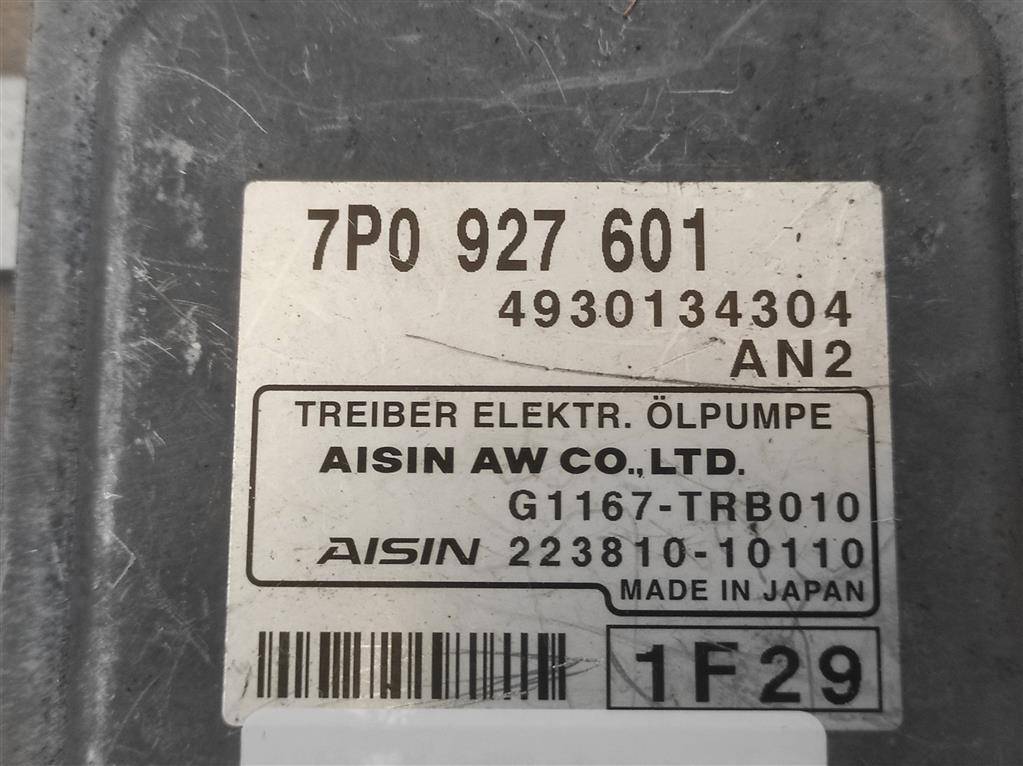 7P0 927 601
4930134304
AN2
TREIBER ELEKTR. ÖLPUMPE
AISIN AW CO.,LTD.
G1167-TRB010
AISIN 223810-10110
MADE IN JAPAN
1F29